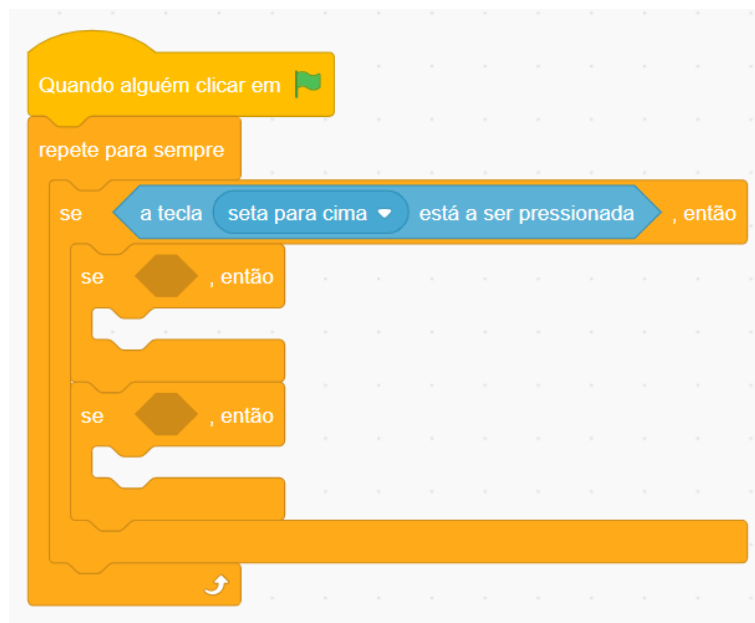 Quando alguém clicar em
repete para sempre
se a tecla seta para cima está a ser pressionada , então
se , então
se , então